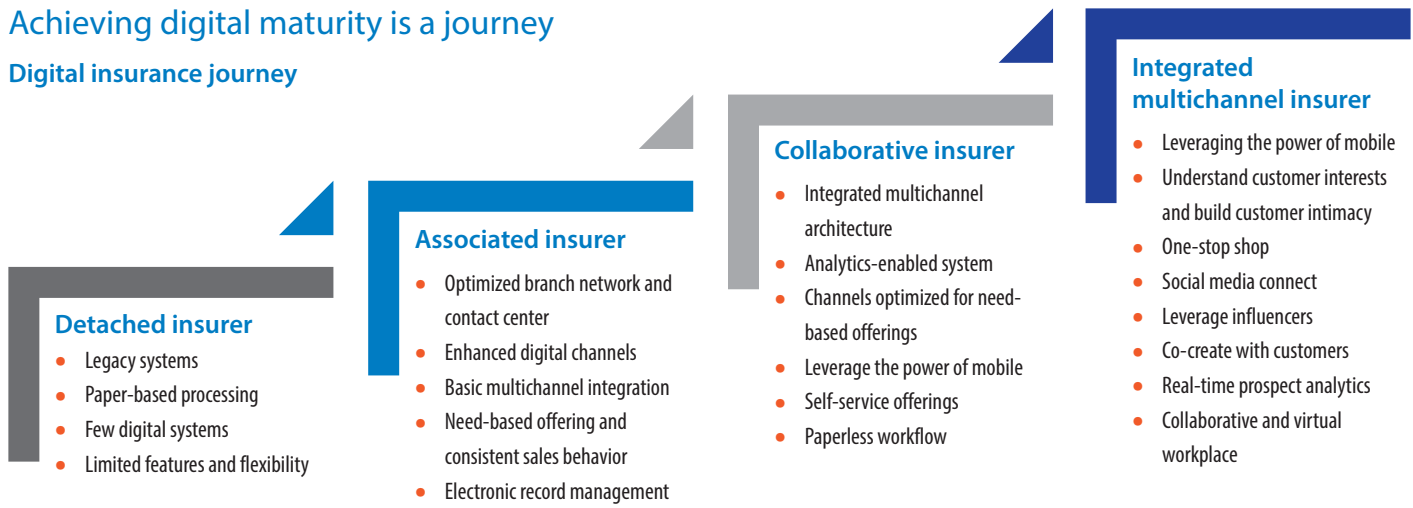 Achieving digital maturity is a journey
Digital insurance journey
Detached insurer
• Legacy systems
• Paper-based processing
• Few digital systems
• Limited features and flexibility
Associated insurer
• Optimized branch network and
contact center
• Enhanced digital channels
• Basic multichannel integration
• Need-based offering and
consistent sales behavior
• Electronic record management
Collaborative insurer
• Integrated multichannel
architecture
• Analytics-enabled system
• Channels optimized for need-
based offerings
• Leverage the power of mobile
• Self-service offerings
• Paperless workflow
Integrated
multichannel insurer
• Leveraging the power of mobile
• Understand customer interests
and build customer intimacy
• One-stop shop
• Social media connect
• Leverage influencers
• Co-create with customers
• Real-time prospect analytics
• Collaborative and virtual
workplace